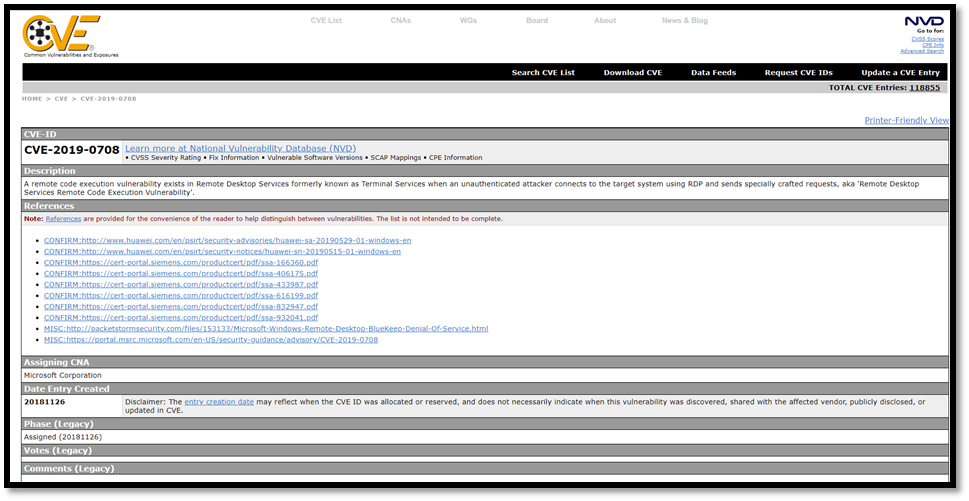 CVE®
Common Vulnerabilities and Exposures
CVE List CNAs WGs Board About News & Blog
NVD
Go to for:
CVSS Scores
CPE Info
Advanced Search
Search CVE List Download CVE Data Feeds Request CVE IDs Update a CVE Entry
TOTAL CVE Entries: 118855
HOME > CVE > CVE-2019-0708
Printer-Friendly View
CVE-ID
CVE-2019-0708 Learn more at National Vulnerability Database (NVD)
• CVSS Severity Rating • Fix Information • Vulnerable Software Versions • SCAP Mappings • CPE Information
Description
A remote code execution vulnerability exists in Remote Desktop Services formerly known as Terminal Services when an unauthenticated attacker connects to the target system using RDP and sends specially crafted requests, aka 'Remote Desktop
Services Remote Code Execution Vulnerability'.
References
Note: References are provided for the convenience of the reader to help distinguish between vulnerabilities. The list is not intended to be complete.
• CONFIRM:http://www.huawei.com/en/psirt/security-advisories/huawei-sa-20190529-01-windows-en
• CONFIRM:http://www.huawei.com/en/psirt/security-notices/huawei-sn-20190515-01-windows-en
• CONFIRM:https://cert-portal.siemens.com/productcert/pdf/ssa-166360.pdf
• CONFIRM:https://cert-portal.siemens.com/productcert/pdf/ssa-406175.pdf
• CONFIRM:https://cert-portal.siemens.com/productcert/pdf/ssa-433987.pdf
• CONFIRM:https://cert-portal.siemens.com/productcert/pdf/ssa-616199.pdf
• CONFIRM:https://cert-portal.siemens.com/productcert/pdf/ssa-832947.pdf
• CONFIRM:https://cert-portal.siemens.com/productcert/pdf/ssa-932041.pdf
• MISC:http://packetstormsecurity.com/files/153133/Microsoft-Windows-Remote-Desktop-BlueKeep-Denial-Of-Service.html
• MISC:https://portal.msrc.microsoft.com/en-US/security-guidance/advisory/CVE-2019-0708
Assigning CNA
Microsoft Corporation
Date Entry Created
20181126 Disclaimer: The entry creation date may reflect when the CVE ID was allocated or reserved, and does not necessarily indicate when this vulnerability was discovered, shared with the affected vendor, publicly disclosed, or
updated in CVE.
Phase (Legacy)
Assigned (20181126)
Votes (Legacy)
Comments (Legacy)